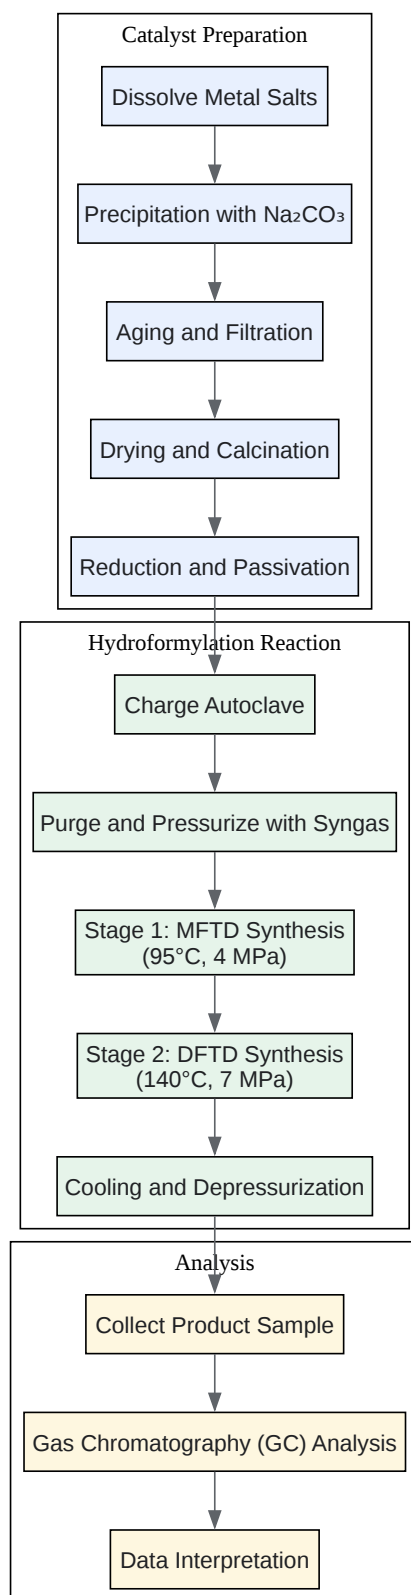 Catalyst Preparation
Dissolve Metal Salts
Precipitation with Na₂CO₃
Aging and Filtration
Drying and Calcination
Reduction and Passivation
Hydroformylation Reaction
Charge Autoclave
Purge and Pressurize with Syngas
Stage 1: MFTD Synthesis
(95°C, 4 MPa)
Stage 2: DFTD Synthesis
(140°C, 7 MPa)
Cooling and Depressurization
Analysis
Collect Product Sample
Gas Chromatography (GC) Analysis
Data Interpretation